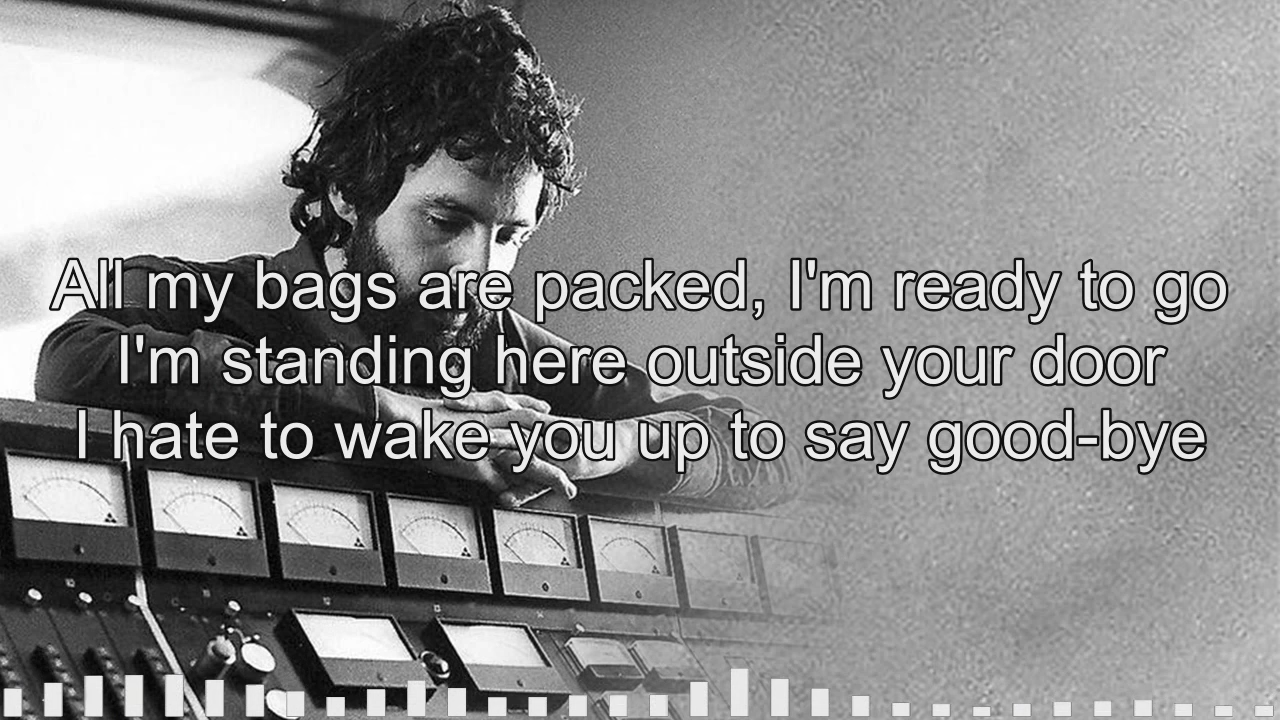 All my bags are packed, I'm ready to go
I'm standing here outside your door
I hate to wake you up to say good-bye